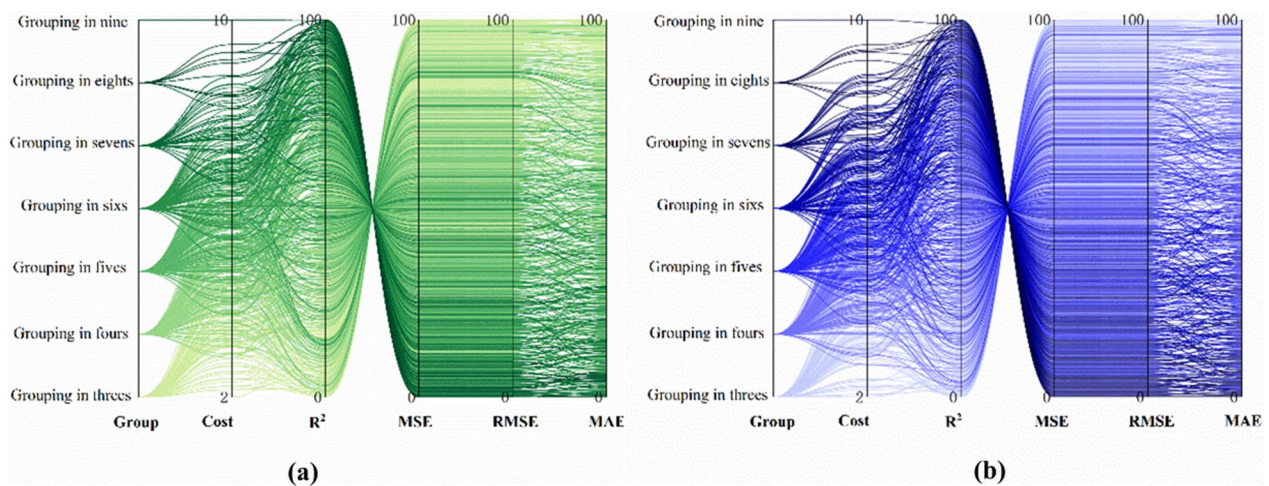 Grouping in nine 10 100 100 100 100
Grouping in eights
Grouping in sevens
Grouping in sixs
Grouping in fives
Grouping in fours
Grouping in threes 2 0 0 0 0
Group Cost R² MSE RMSE MAE
(a)
Grouping in nine 10 100 100 100 100
Grouping in eights
Grouping in sevens
Grouping in sixs
Grouping in fives
Grouping in fours
Grouping in threes 2 0 0 0 0
Group Cost R² MSE RMSE MAE
(b)